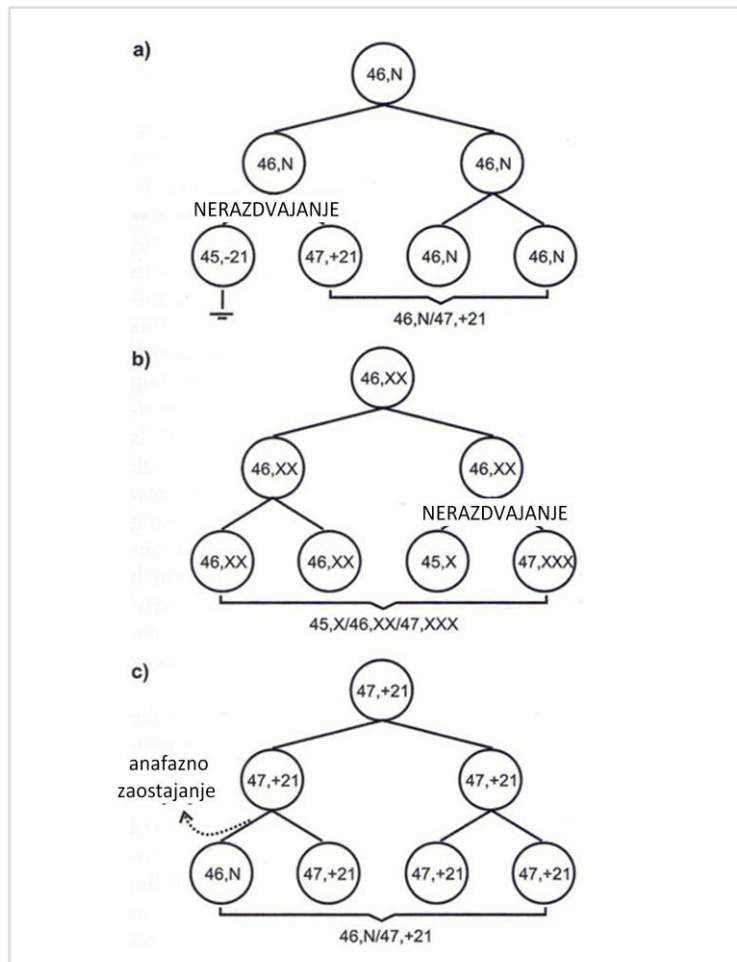 a)
46,N
46,N 46,N
NERAZDVAJANJE
45,-21 47,+21 46,N 46,N
46,N/47,+21
b)
46,XX
46,XX 46,XX
NERAZDVAJANJE
46,XX 46,XX 45,X 47,XXX
45,X/46,XX/47,XXX
c)
47,+21
anafazno
zaostajanje
47,+21 47,+21
46,N 47,+21 47,+21 47,+21
46,N/47,+21